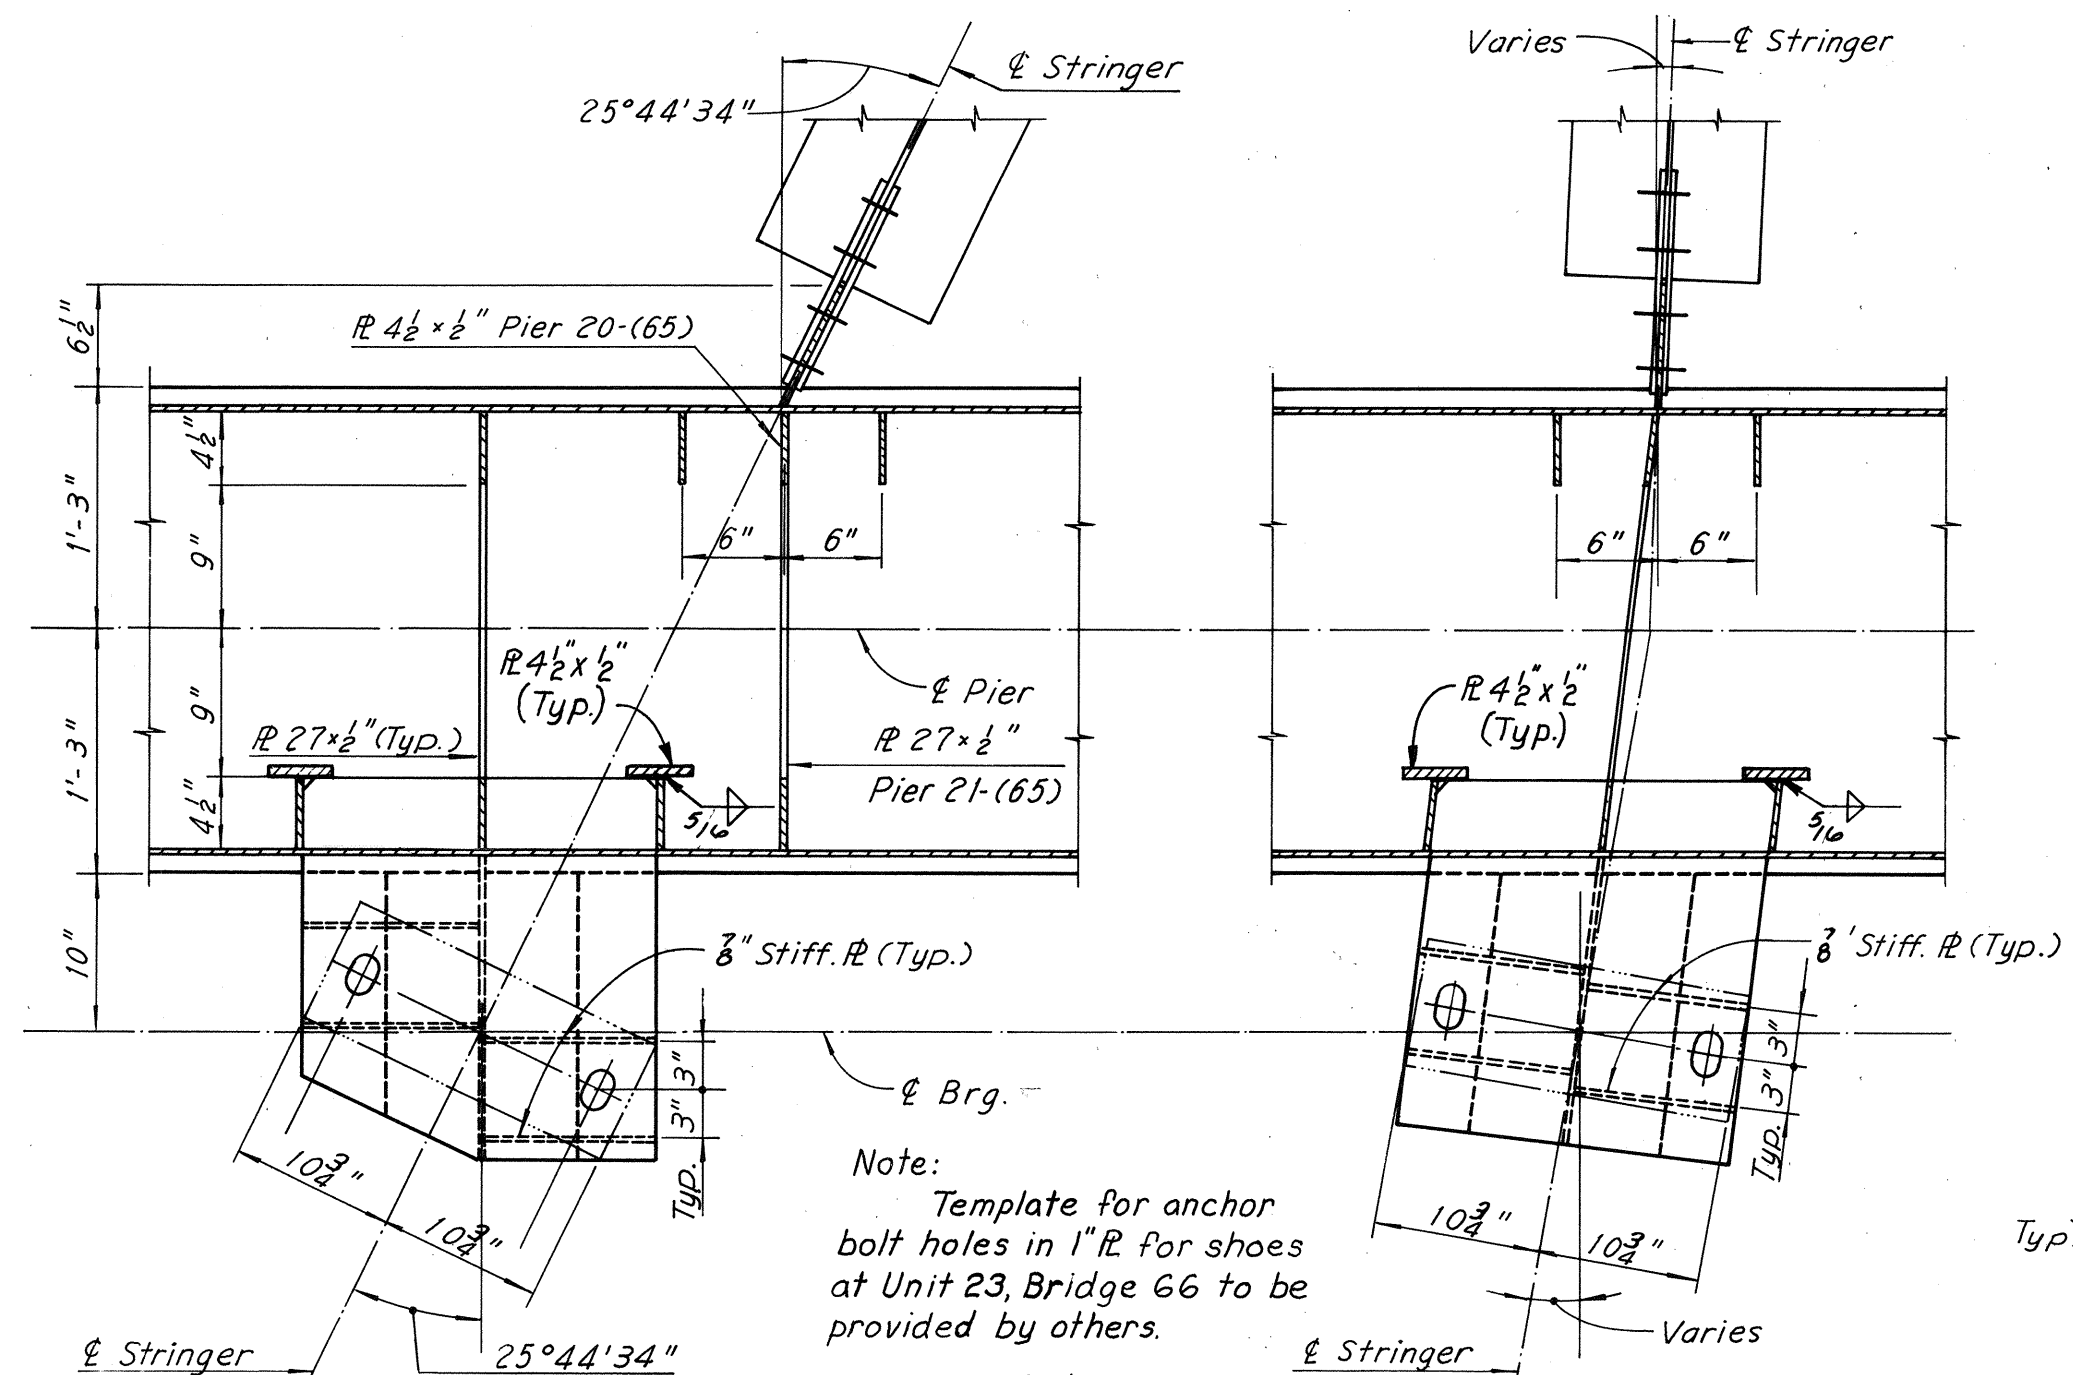 ℄ Stringer
25°44'34"
Varies
℄ Stringer
6½"
ℙ 4½ x ½" Pier 20-(65)
4½"
1'-3"
9"
6"
6"
6"
6"
℄ Pier
ℙ 4½" x ½"
(Typ.)
ℙ 4½" x ½"
(Typ.)
9"
1'-3"
ℙ 27 x ½" (Typ.)
ℙ 27 x ½"
Pier 21-(65)
4½"
5/16
5/16
10"
⅞" Stiff. ℙ (Typ.)
⅞' Stiff. ℙ (Typ.)
3"
3"
Typ.
3"
3"
Typ.
℄ Brg.
10¾"
10¾"
10¾"
10¾"
Note:
Template for anchor
bolt holes in 1" ℙ for shoes
at Unit 23, Bridge 66 to be
provided by others.
Typ.
Varies
℄ Stringer
25°44'34"
℄ Stringer